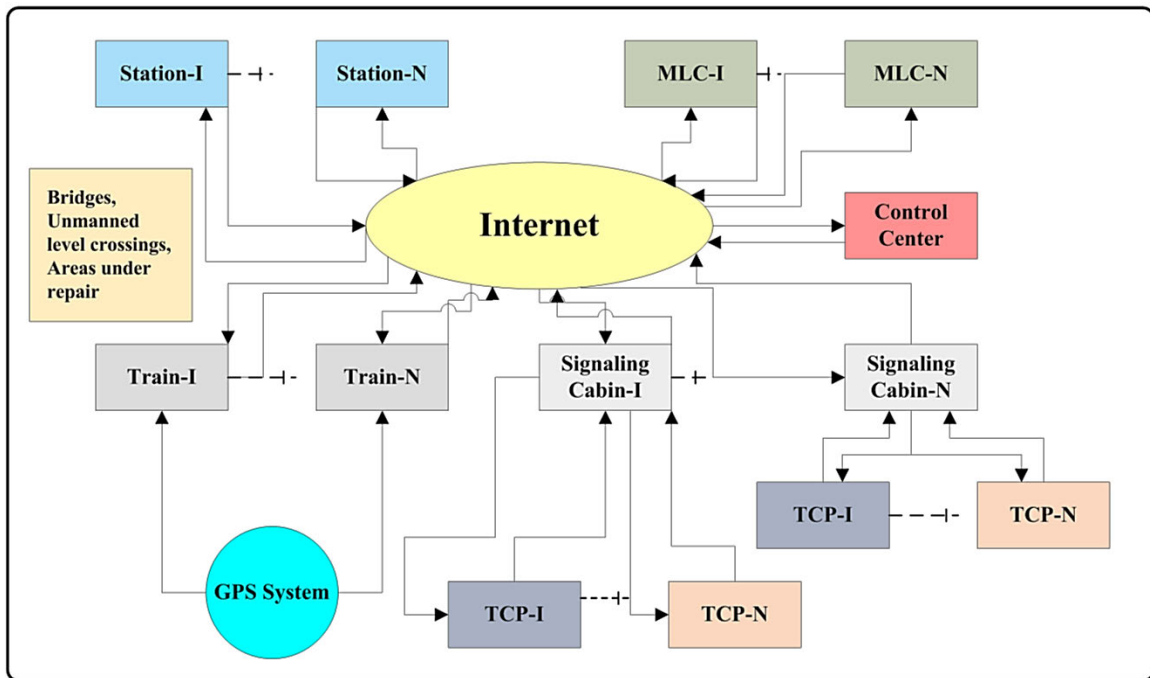 Station-I
Station-N
MLC-I
MLC-N
Bridges,
Unmanned
level crossings,
Areas under
repair
Internet
Control
Center
Train-I
Train-N
Signaling
Cabin-I
Signaling
Cabin-N
TCP-I
TCP-N
GPS System
TCP-I
TCP-N